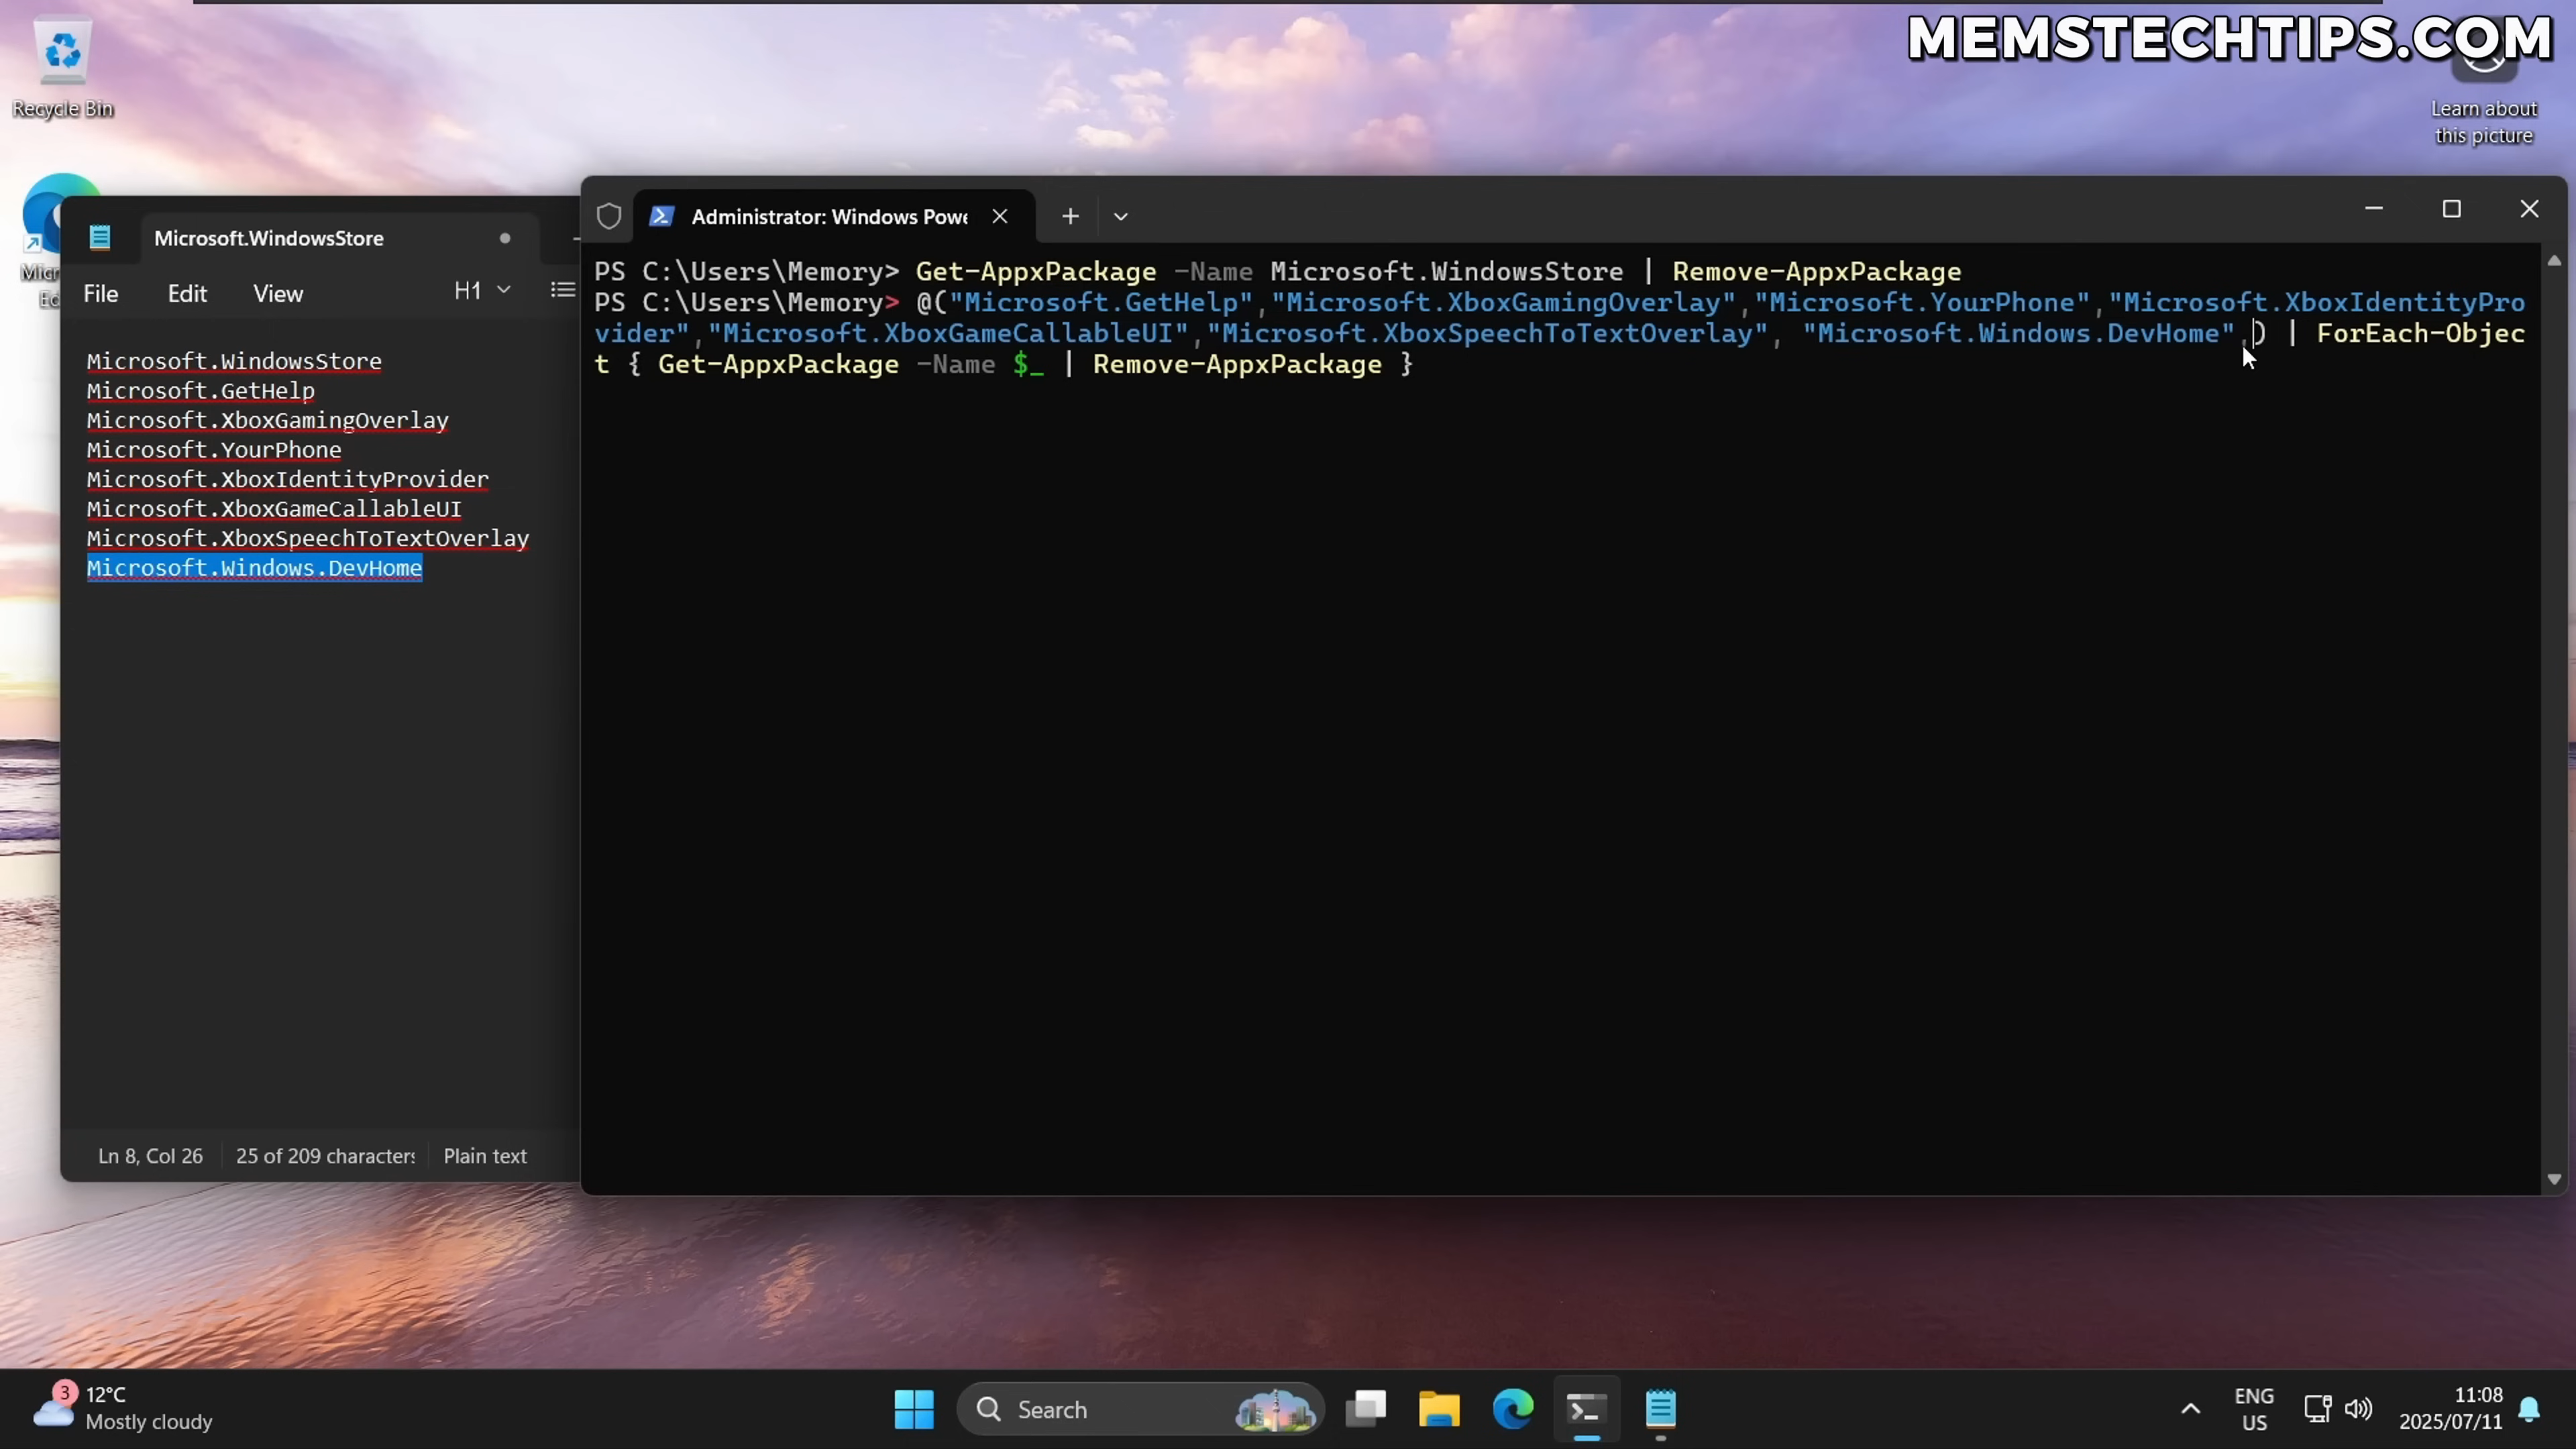 MEMSTECHTIPS.COM
Recycle Bin
Learn about
this picture
Microsoft.WindowsStore
File Edit View H1
Microsoft.WindowsStore
Microsoft.GetHelp
Microsoft.XboxGamingOverlay
Microsoft.YourPhone
Microsoft.XboxIdentityProvider
Microsoft.XboxGameCallableUI
Microsoft.XboxSpeechToTextOverlay
Microsoft.Windows.DevHome
Ln 8, Col 26 25 of 209 characters Plain text
Administrator: Windows Powe
PS C:\Users\Memory> Get-AppxPackage -Name Microsoft.WindowsStore | Remove-AppxPackage
PS C:\Users\Memory> @("Microsoft.GetHelp","Microsoft.XboxGamingOverlay","Microsoft.YourPhone","Microsoft.XboxIdentityPro
vider","Microsoft.XboxGameCallableUI","Microsoft.XboxSpeechToTextOverlay", "Microsoft.Windows.DevHome",) | ForEach-Objec
t { Get-AppxPackage -Name $_ | Remove-AppxPackage }
3
12°C
Mostly cloudy
Search
ENG
US
11:08
2025/07/11